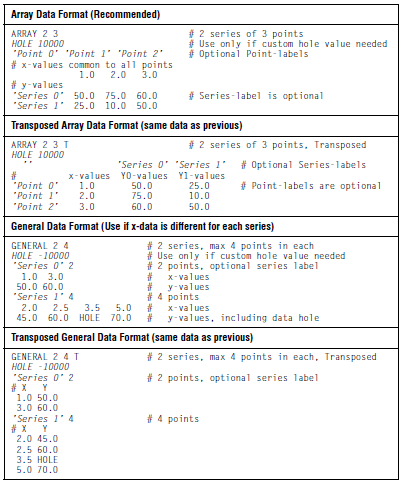 Array Data Format (Recommended)
ARRAY 2 3 # 2 series of 3 points
HOLE 10000 # Use only if custom hole value needed
'Point 0' 'Point 1' 'Point 2' # Optional Point-labels
# x-values common to all points
1.0 2.0 3.0
# y-values
'Series 0' 50.0 75.0 60.0 # Series-label is optional
'Series 1' 25.0 10.0 50.0
Transposed Array Data Format (same data as previous)
ARRAY 2 3 T # 2 series of 3 points, Transposed
HOLE 10000
'' 'Series 0' 'Series 1' # Optional Series-labels
# x-values Y0-values Y1-values
'Point 0' 1.0 50.0 25.0 # Point-labels are optional
'Point 1' 2.0 75.0 10.0
'Point 2' 3.0 60.0 50.0
General Data Format (Use if x-data is different for each series)
GENERAL 2 4 # 2 series, max 4 points in each
HOLE -10000 # Use only if custom hole value needed
'Series 0' 2 # 2 points, optional series label
1.0 3.0 # x-values
50.0 60.0 # y-values
'Series 1' 4 # 4 points
2.0 2.5 3.5 5.0 # x-values
45.0 60.0 HOLE 70.0 # y-values, including data hole
Transposed General Data Format (same data as previous)
GENERAL 2 4 T # 2 series, max 4 points in each, Transposed
HOLE -10000
'Series 0' 2 # 2 points, optional series label
# X Y
1.0 50.0
3.0 60.0
'Series 1' 4 # 4 points
# X Y
2.0 45.0
2.5 60.0
3.5 HOLE
5.0 70.0